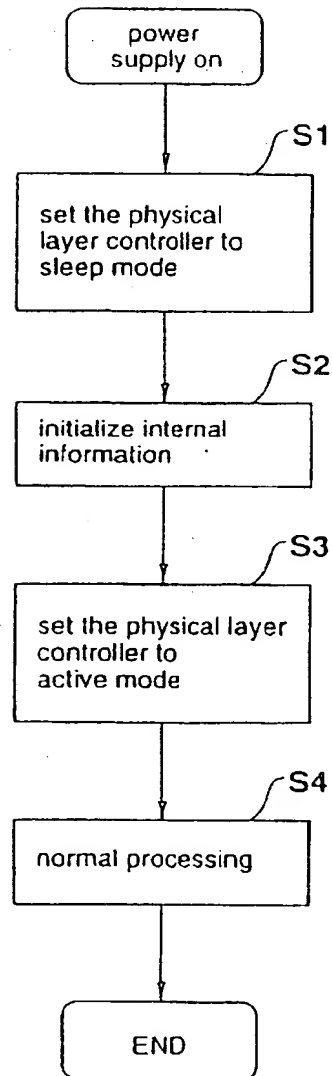 power
supply on
S1
set the physical
layer controller to
sleep mode
S2
initialize internal
information
S3
set the physical layer
controller to
active mode
S4
normal processing
END